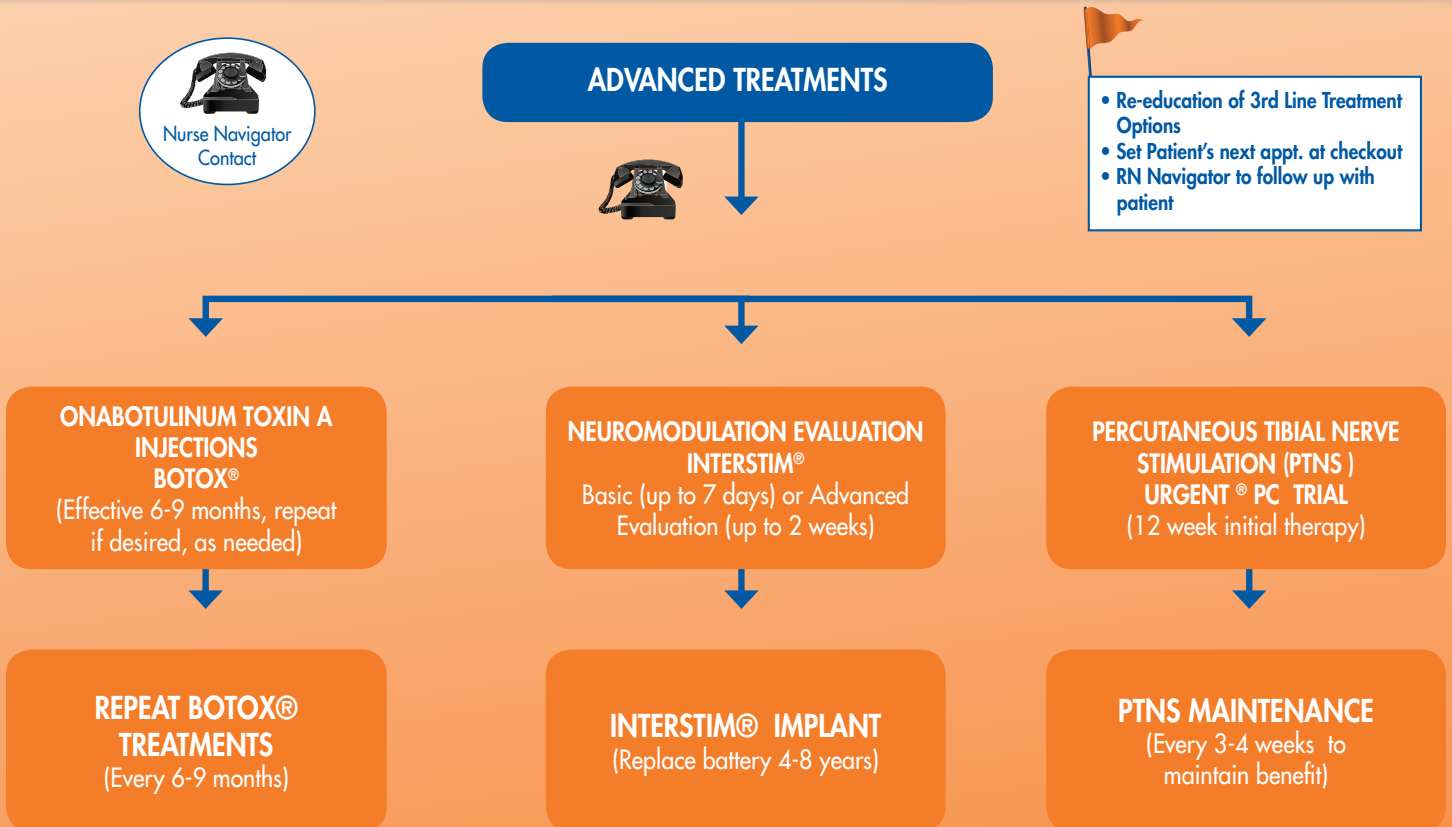 Nurse Navigator
Contact
ADVANCED TREATMENTS
• Re-education of 3rd Line Treatment
Options
• Set Patient's next appt. at checkout
• RN Navigator to follow up with
patient
ONABOTULINUM TOXIN A
INJECTIONS
BOTOX®
(Effective 6-9 months, repeat
if desired, as needed)
NEUROMODULATION EVALUATION
INTERSTIM®
Basic (up to 7 days) or Advanced
Evaluation (up to 2 weeks)
PERCUTANEOUS TIBIAL NERVE
STIMULATION (PTNS )
URGENT ® PC TRIAL
(12 week initial therapy)
REPEAT BOTOX®
TREATMENTS
(Every 6-9 months)
INTERSTIM® IMPLANT
(Replace battery 4-8 years)
PTNS MAINTENANCE
(Every 3-4 weeks to
maintain benefit)